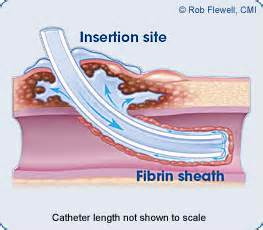 © Rob Flewell, CMI
Insertion site
Fibrin sheath
Catheter length not shown to scale